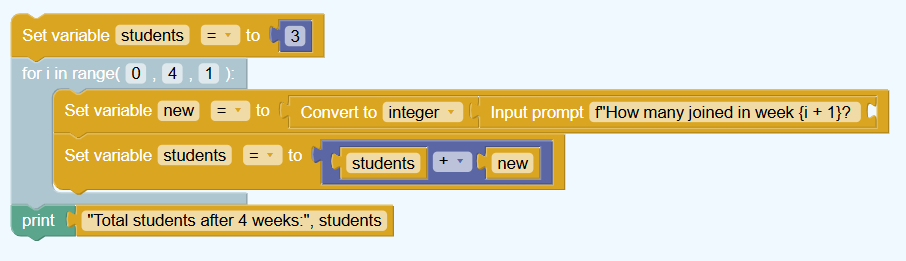 Set variable students = to 3
for i in range( 0 , 4 , 1 ):
Set variable new = to Convert to integer Input prompt f"How many joined in week {i + 1}?
Set variable students = to students + new
print "Total students after 4 weeks:", students